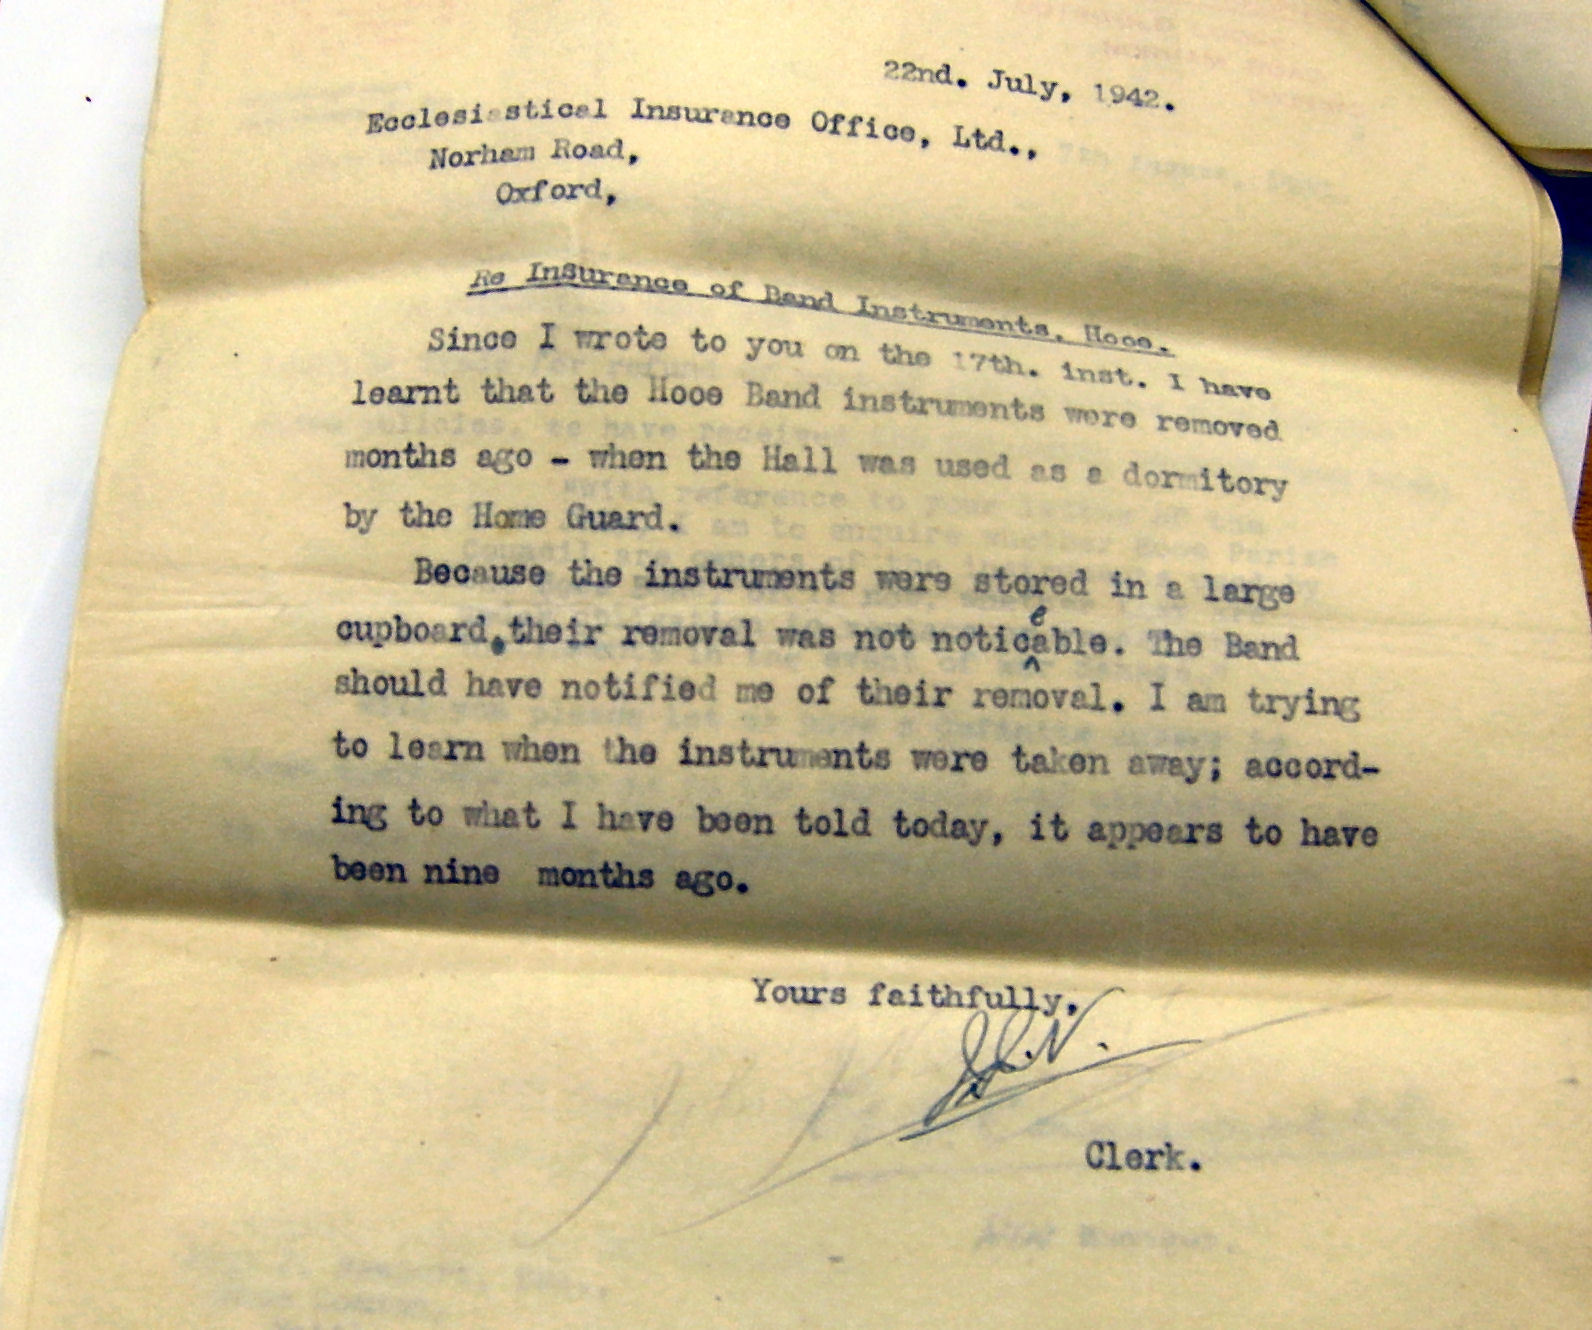 22nd. July, 1942.
Ecclesiastical Insurance Office, Ltd.,
Norham Road,
Oxford,
Re Insurance of Band Instruments, Hooe.
Since I wrote to you on the 17th. inst. I have
learnt that the Hooe Band instruments were removed
months ago - when the Hall was used as a dormitory
by the Home Guard.
Because the instruments were stored in a large
cupboard, their removal was not noticeable. The Band
should have notified me of their removal. I am trying
to learn when the instruments were taken away; accord-
ing to what I have been told today, it appears to have
been nine months ago.
Yours faithfully,
Clerk.